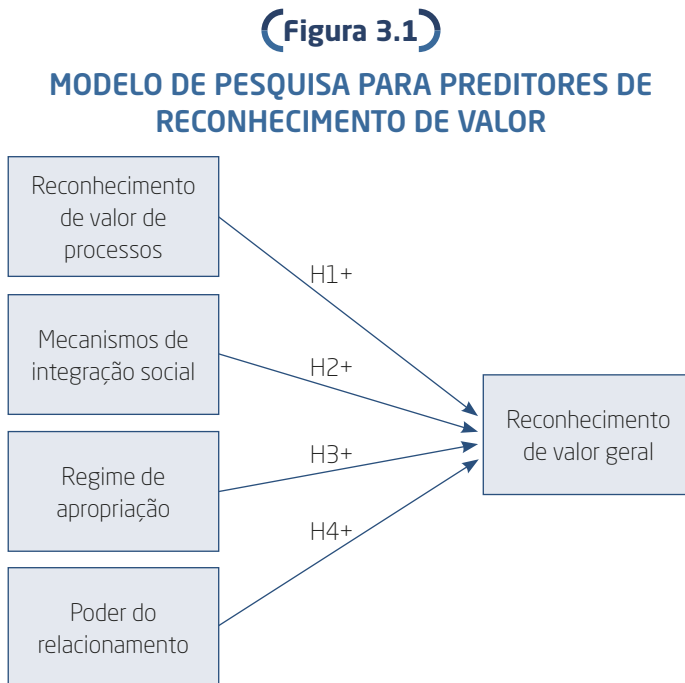 Figura 3.1
MODELO DE PESQUISA PARA PREDITORES DE
RECONHECIMENTO DE VALOR
Reconhecimento
de valor de
processos
H1+
Mecanismos de
integração social
H2+
Reconhecimento
de valor geral
H3+
Regime de
apropriação
H4+
Poder do
relacionamento